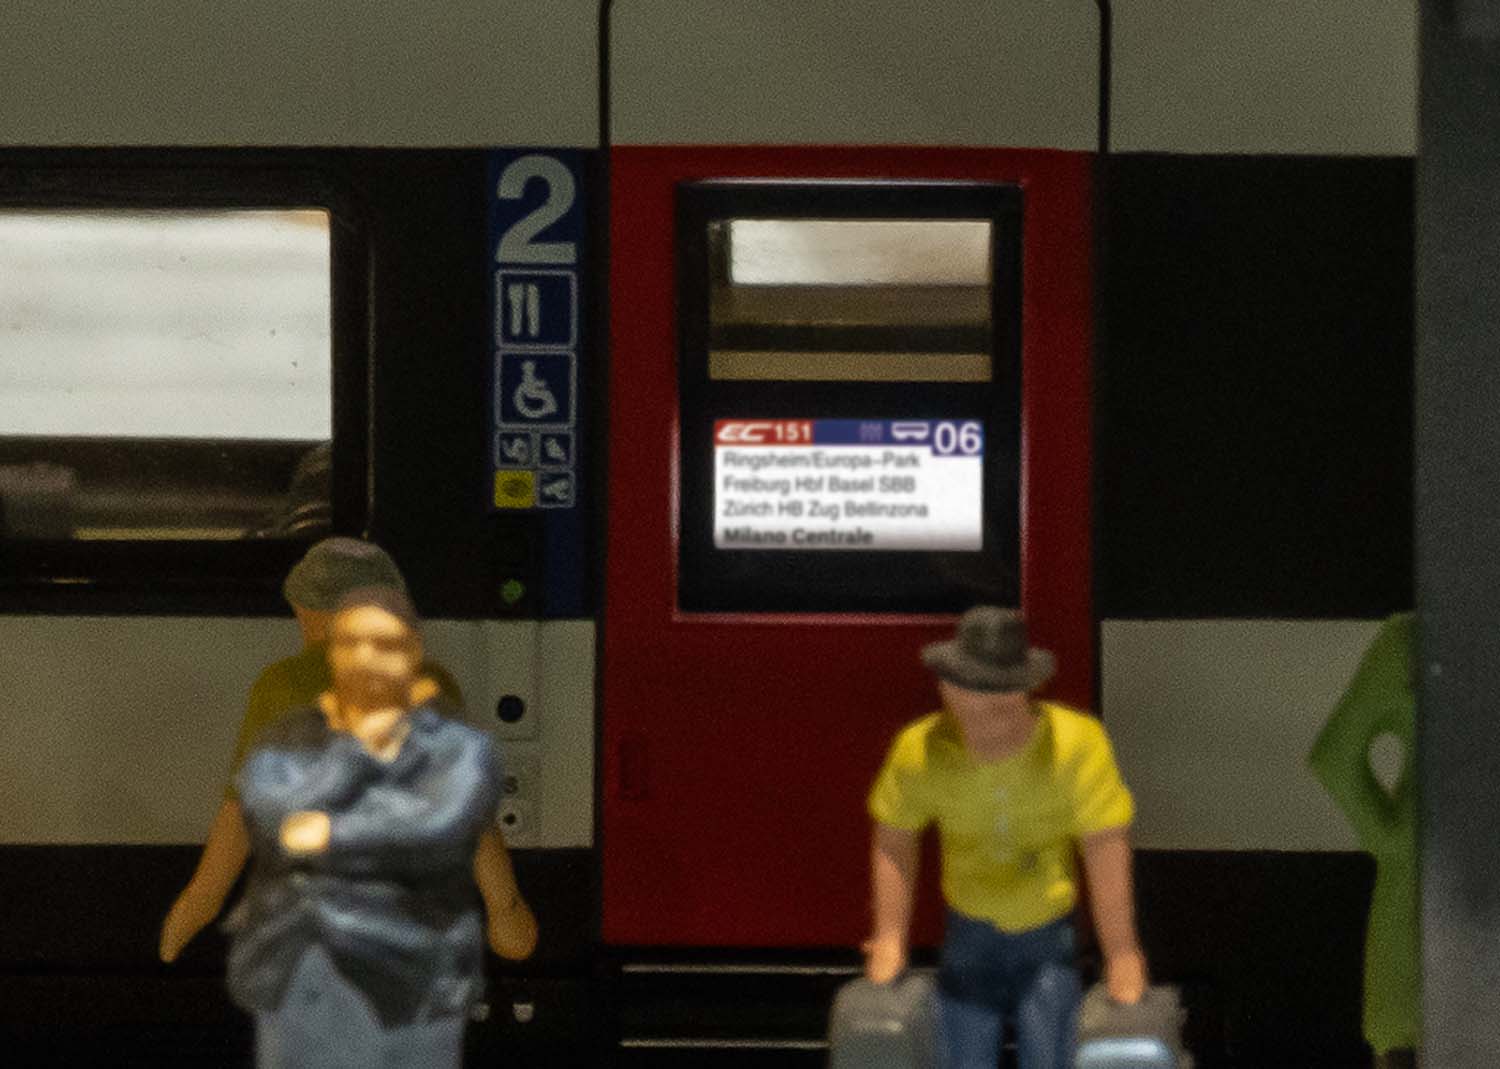 2
EC 151 06
Ringsheim/Europa-Park
Freiburg Hbf Basel SBB
Zürich HB Zug Bellinzona
Milano Centrale